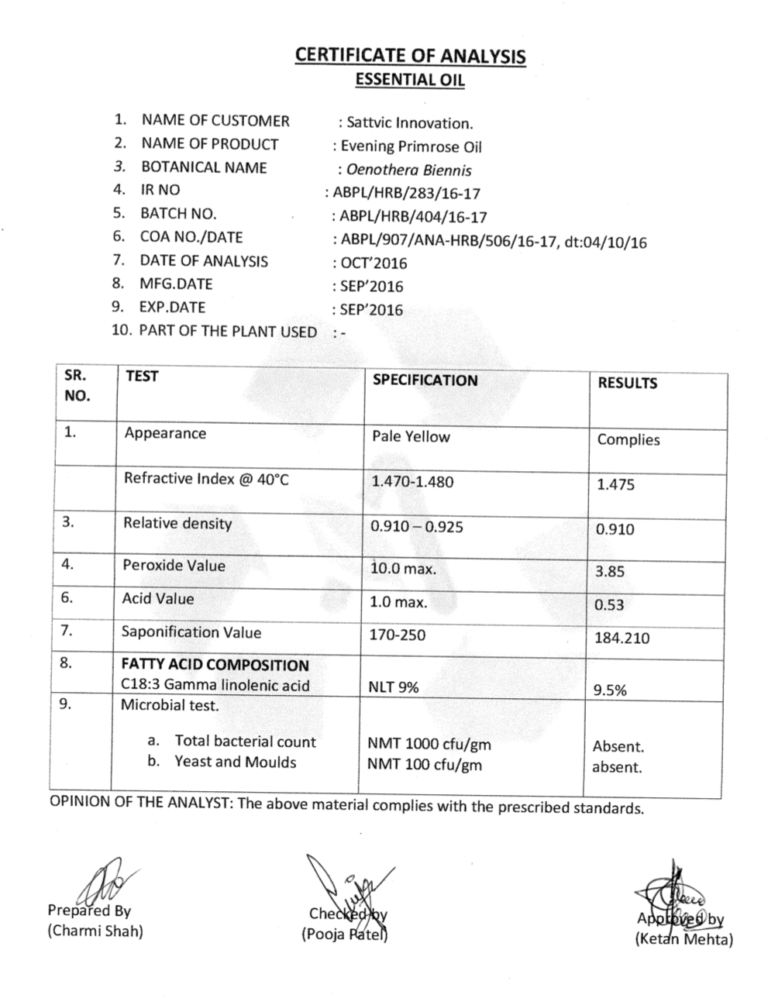 CERTIFICATE OF ANALYSIS
ESSENTIAL OIL
1. NAME OF CUSTOMER : Sattvic Innovation.
2. NAME OF PRODUCT : Evening Primrose Oil
3. BOTANICAL NAME : Oenothera Biennis
4. IR NO : ABPL/HRB/283/16-17
5. BATCH NO. : ABPL/HRB/404/16-17
6. COA NO./DATE : ABPL/907/ANA-HRB/506/16-17, dt:04/10/16
7. DATE OF ANALYSIS : OCT'2016
8. MFG.DATE : SEP'2016
9. EXP.DATE : SEP'2016
10. PART OF THE PLANT USED : -
SR. NO. TEST SPECIFICATION RESULTS
1. Appearance Pale Yellow Complies
Refractive Index @ 40°C 1.470-1.480 1.475
3. Relative density 0.910 – 0.925 0.910
4. Peroxide Value 10.0 max. 3.85
6. Acid Value 1.0 max. 0.53
7. Saponification Value 170-250 184.210
8. FATTY ACID COMPOSITION
C18:3 Gamma linolenic acid NLT 9% 9.5%
9. Microbial test.
a. Total bacterial count NMT 1000 cfu/gm Absent.
b. Yeast and Moulds NMT 100 cfu/gm absent.
OPINION OF THE ANALYST: The above material complies with the prescribed standards.
Prepared By Checked by Approved by
(Charmi Shah) (Pooja Patel) (Ketan Mehta)